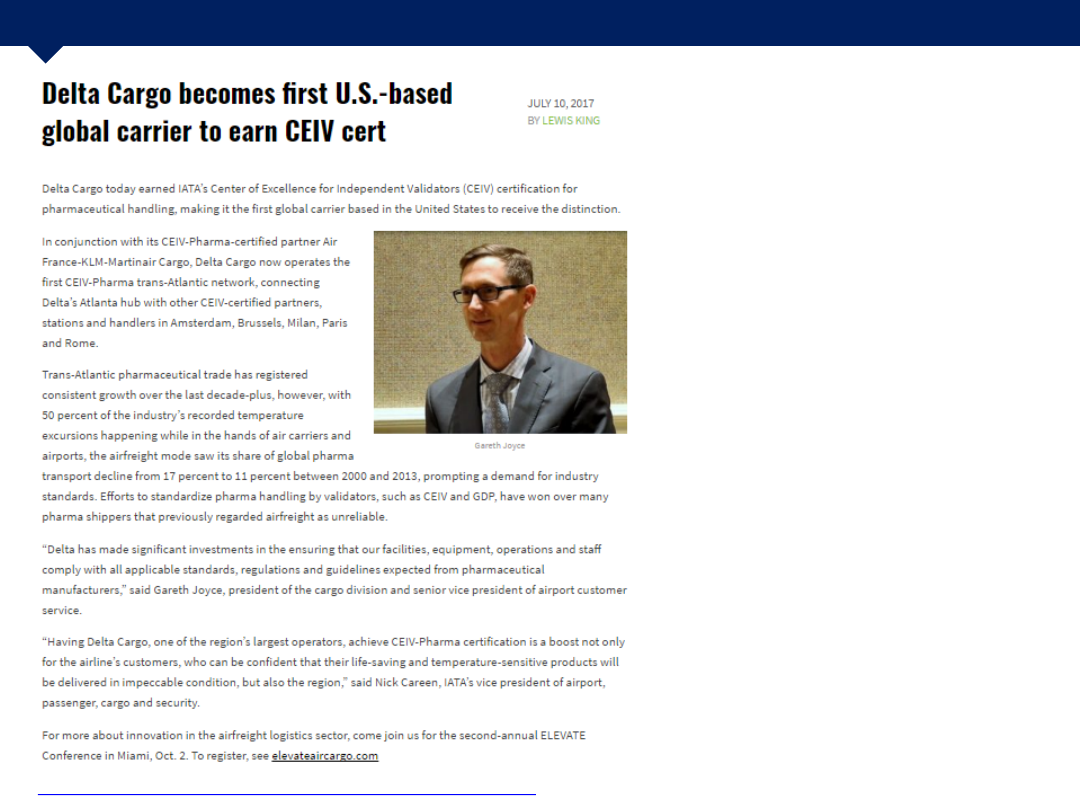 Delta Cargo becomes first U.S.-based
global carrier to earn CEIV cert
JULY 10, 2017
BY LEWIS KING
Delta Cargo today earned IATA's Center of Excellence for Independent Validators (CEIV) certification for
pharmaceutical handling, making it the first global carrier based in the United States to receive the distinction.
In conjunction with its CEIV-Pharma-certified partner Air
France-KLM-Martinair Cargo, Delta Cargo now operates the
first CEIV-Pharma trans-Atlantic network, connecting
Delta's Atlanta hub with other CEIV-certified partners,
stations and handlers in Amsterdam, Brussels, Milan, Paris
and Rome.
Gareth Joyce
Trans-Atlantic pharmaceutical trade has registered
consistent growth over the last decade-plus, however, with
50 percent of the industry's recorded temperature
excursions happening while in the hands of air carriers and
airports, the airfreight mode saw its share of global pharma
transport decline from 17 percent to 11 percent between 2000 and 2013, prompting a demand for industry
standards. Efforts to standardize pharma handling by validators, such as CEIV and GDP, have won over many
pharma shippers that previously regarded airfreight as unreliable.
“Delta has made significant investments in the ensuring that our facilities, equipment, operations and staff
comply with all applicable standards, regulations and guidelines expected from pharmaceutical
manufacturers,” said Gareth Joyce, president of the cargo division and senior vice president of airport customer
service.
“Having Delta Cargo, one of the region's largest operators, achieve CEIV-Pharma certification is a boost not only
for the airline's customers, who can be confident that their life-saving and temperature-sensitive products will
be delivered in impeccable condition, but also the region,” said Nick Careen, IATA's vice president of airport,
passenger, cargo and security.
For more about innovation in the airfreight logistics sector, come join us for the second-annual ELEVATE
Conference in Miami, Oct. 2. To register, see elevateaircargo.com